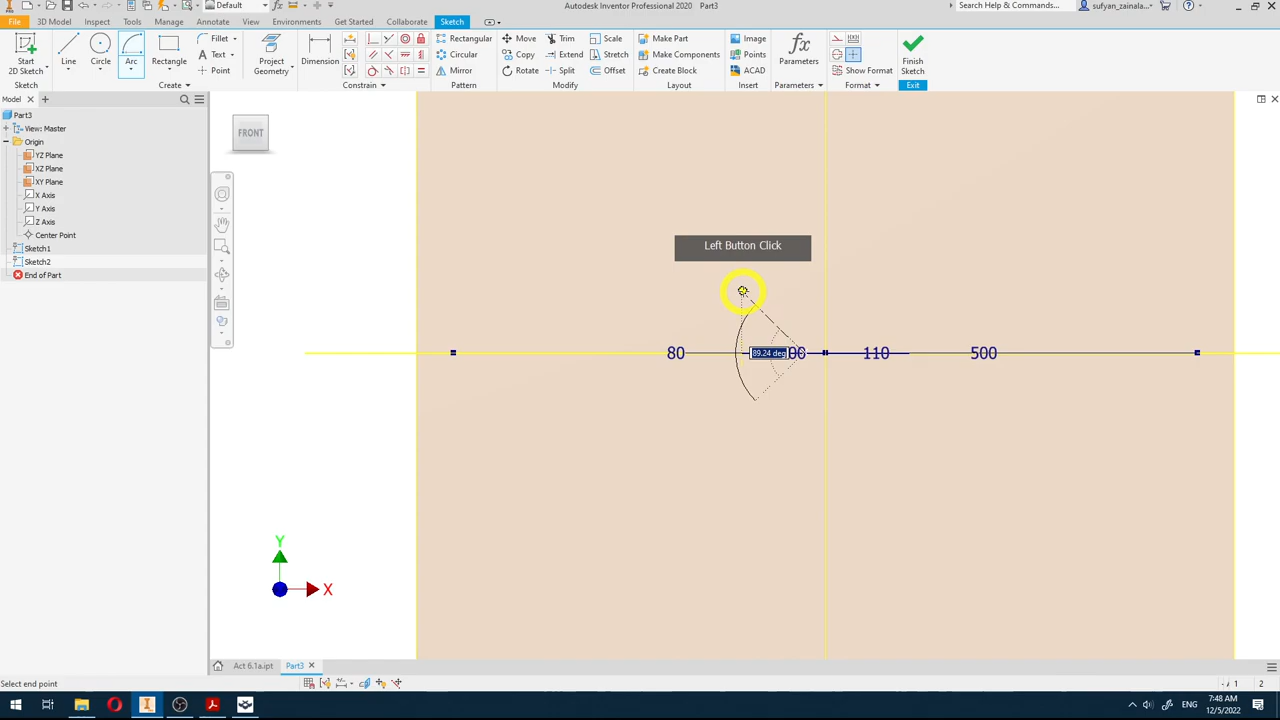 Default
Autodesk Inventor Professional 2020 Part3
Search Help & Commands...
sufyan_zainala...
File 3D Model Inspect Tools Manage Annotate View Environments Get Started Collaborate Sketch
Start 2D Sketch
Line Circle Arc Rectangle
Fillet
Text
Point
Project Geometry
Dimension
Rectangular
Circular
Mirror
Move Trim Scale
Copy Extend Stretch
Rotate Split Offset
Make Part
Make Components
Create Block
Image
Points
ACAD
Parameters
Show Format
Finish Sketch
Sketch Create Constrain Pattern Modify Layout Insert Parameters Format Exit
Model
Part3
View: Master
Origin
YZ Plane
XZ Plane
XY Plane
X Axis
Y Axis
Z Axis
Center Point
Sketch1
Sketch2
End of Part
FRONT
Left Button Click
80 89.24 deg 00 110 500
Y
X
Act 6.1a.ipt Part3
Select end point
1 2
ENG
7:48 AM
12/5/2022